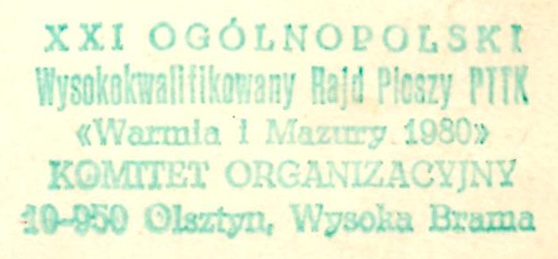 XXI OGÓLNOPOLSKI
Wysokokwalifikowany Rajd Pieszy PTTK
«Warmia i Mazury 1980»
KOMITET ORGANIZACYJNY
10-950 Olsztyn, Wysoka Brama